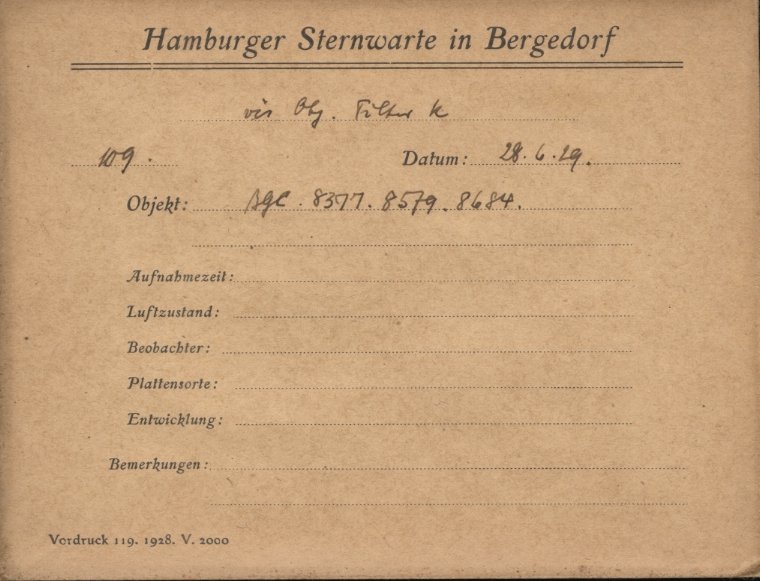 Hamburger Sternwarte in Bergedorf
vis Obj. Filter K
109. Datum: 28.6.29.
Objekt: βGC. 8377. 8579. 8684.
Aufnahmezeit:
Luftzustand:
Beobachter:
Plattensorte:
Entwicklung:
Bemerkungen:
Vordruck 119. 1928. V. 2000